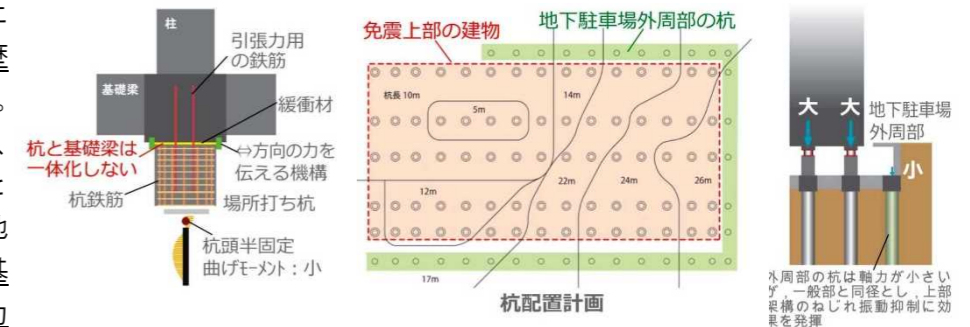 柱
引張力用
の鉄筋
基礎梁
緩衝材
杭と基礎梁は
一体化しない
⇔方向の力を
伝える機構
杭鉄筋
場所打ち杭
杭頭半固定
曲げモーメント：小
免震上部の建物
地下駐車場外周部の杭
杭長10m
5m
14m
12m
22m
24m
26m
17m
杭配置計画
大
大
地下駐車場
外周部
小
外周部の杭は軸力が小さい
が，一般部と同径とし，上部
架構のねじれ振動抑制に効
果を発揮